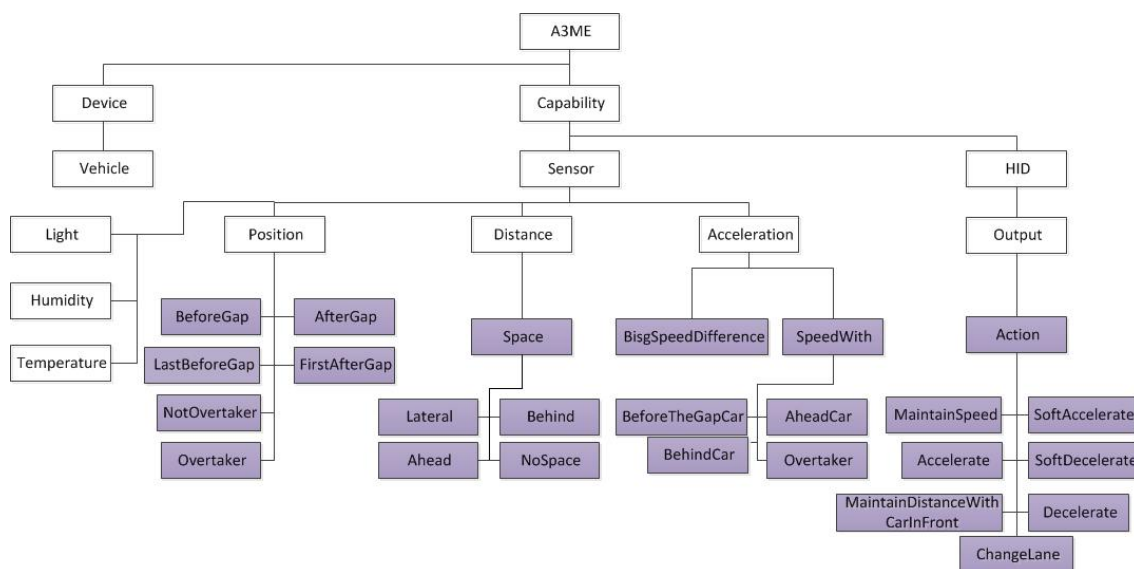 A3ME
Device
Capability
Vehicle
Sensor
HID
Light
Position
Distance
Acceleration
Output
Humidity
BeforeGap
AfterGap
Space
BisgSpeedDifference
SpeedWith
Action
Temperature
LastBeforeGap
FirstAfterGap
NotOvertaker
Lateral
Behind
BeforeTheGapCar
AheadCar
MaintainSpeed
SoftAccelerate
Overtaker
Ahead
NoSpace
BehindCar
Overtaker
Accelerate
SoftDecelerate
MaintainDistanceWith
CarInFront
Decelerate
ChangeLane